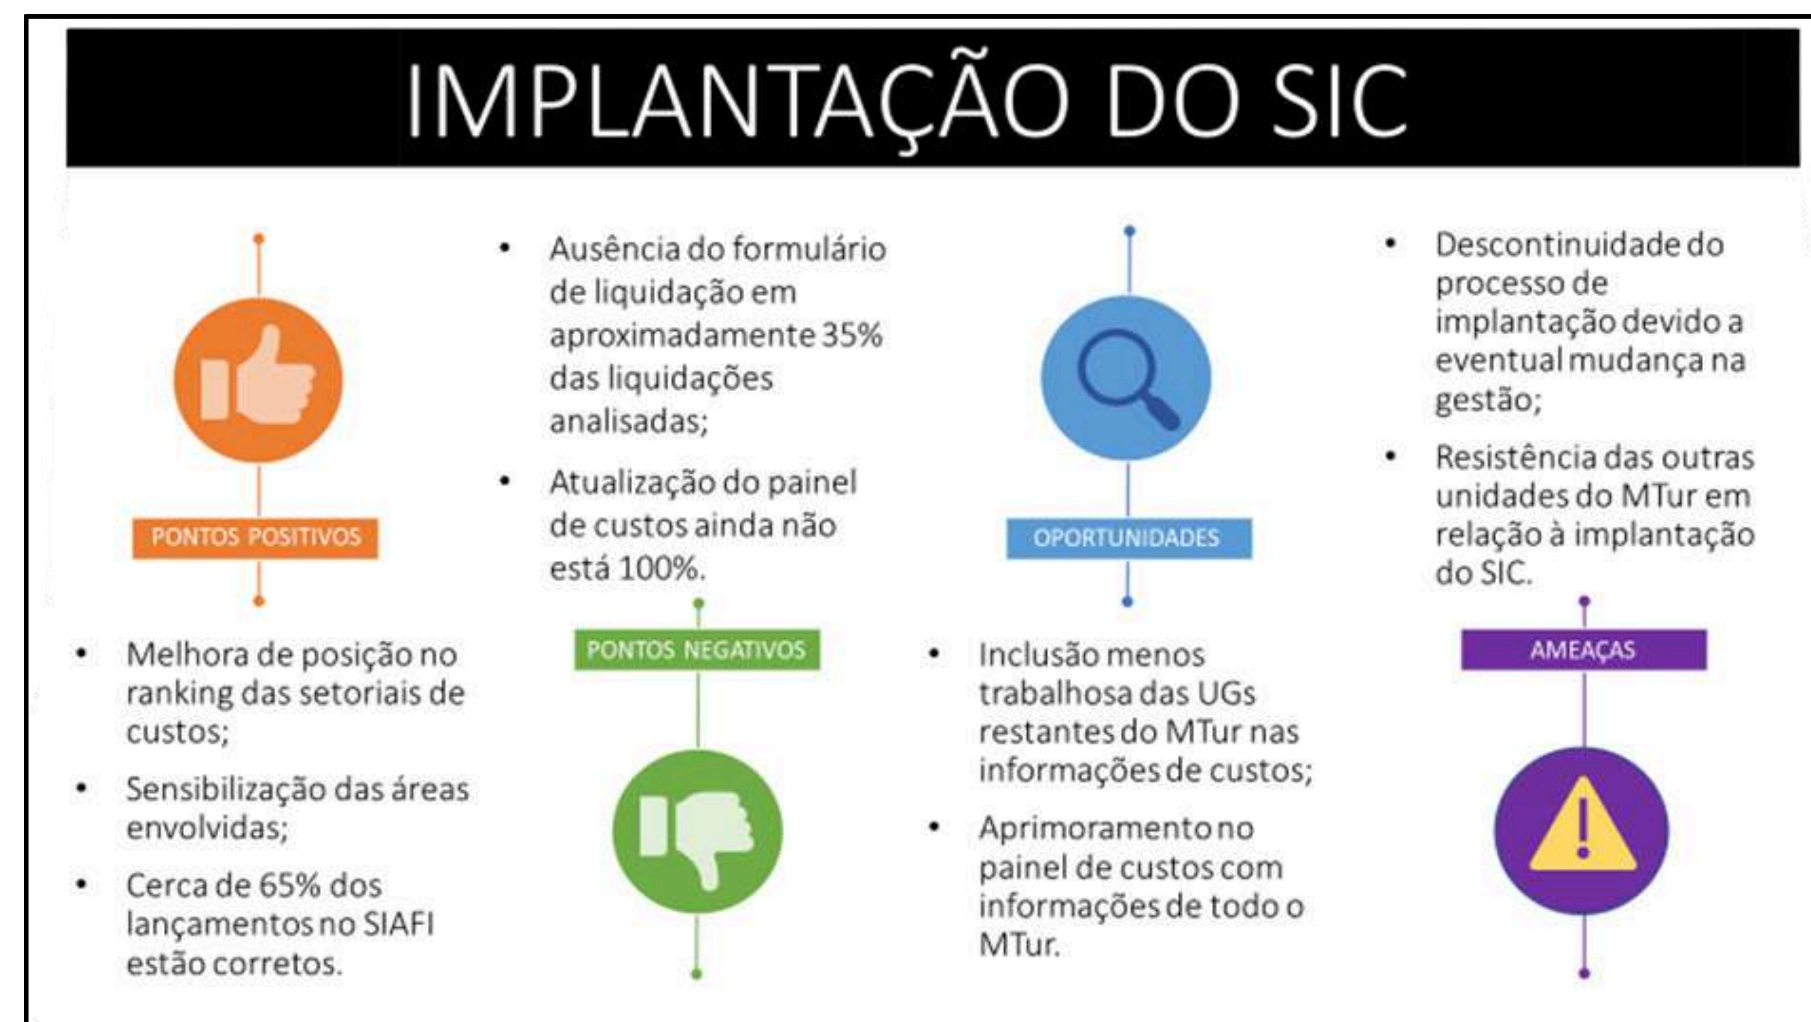 IMPLANTAÇÃO DO SIC
PONTOS POSITIVOS
• Melhora de posição no
ranking das setoriais de
custos;
• Sensibilização das áreas
envolvidas;
• Cerca de 65% dos
lançamentos no SIAFI
estão corretos.
• Ausência do formulário
de liquidação em
aproximadamente 35%
das liquidações
analisadas;
• Atualização do painel
de custos ainda não
está 100%.
PONTOS NEGATIVOS
OPORTUNIDADES
• Inclusão menos
trabalhosa das UGs
restantes do MTur nas
informações de custos;
• Aprimoramento no
painel de custos com
informações de todo o
MTur.
• Descontinuidade do
processo de
implantação devido a
eventual mudança na
gestão;
• Resistência das outras
unidades do MTur em
relação à implantação
do SIC.
AMEAÇAS